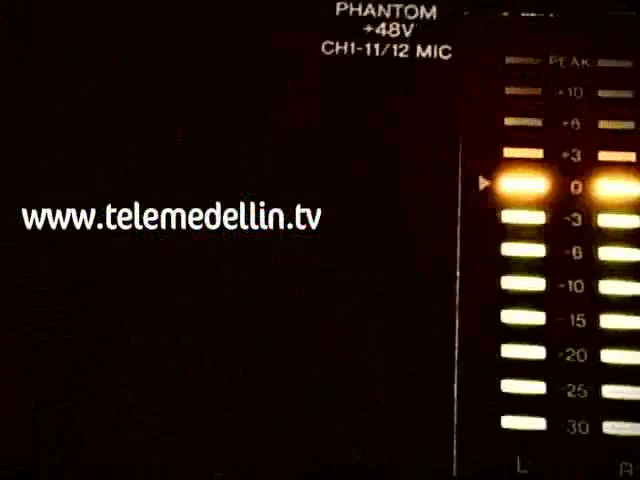 PHANTOM
+48V
CH1-11/12 MIC
PEAK
+10
+6
+3
0
www.telemedellin.tv
-3
-6
-10
-15
-20
-25
-30
L